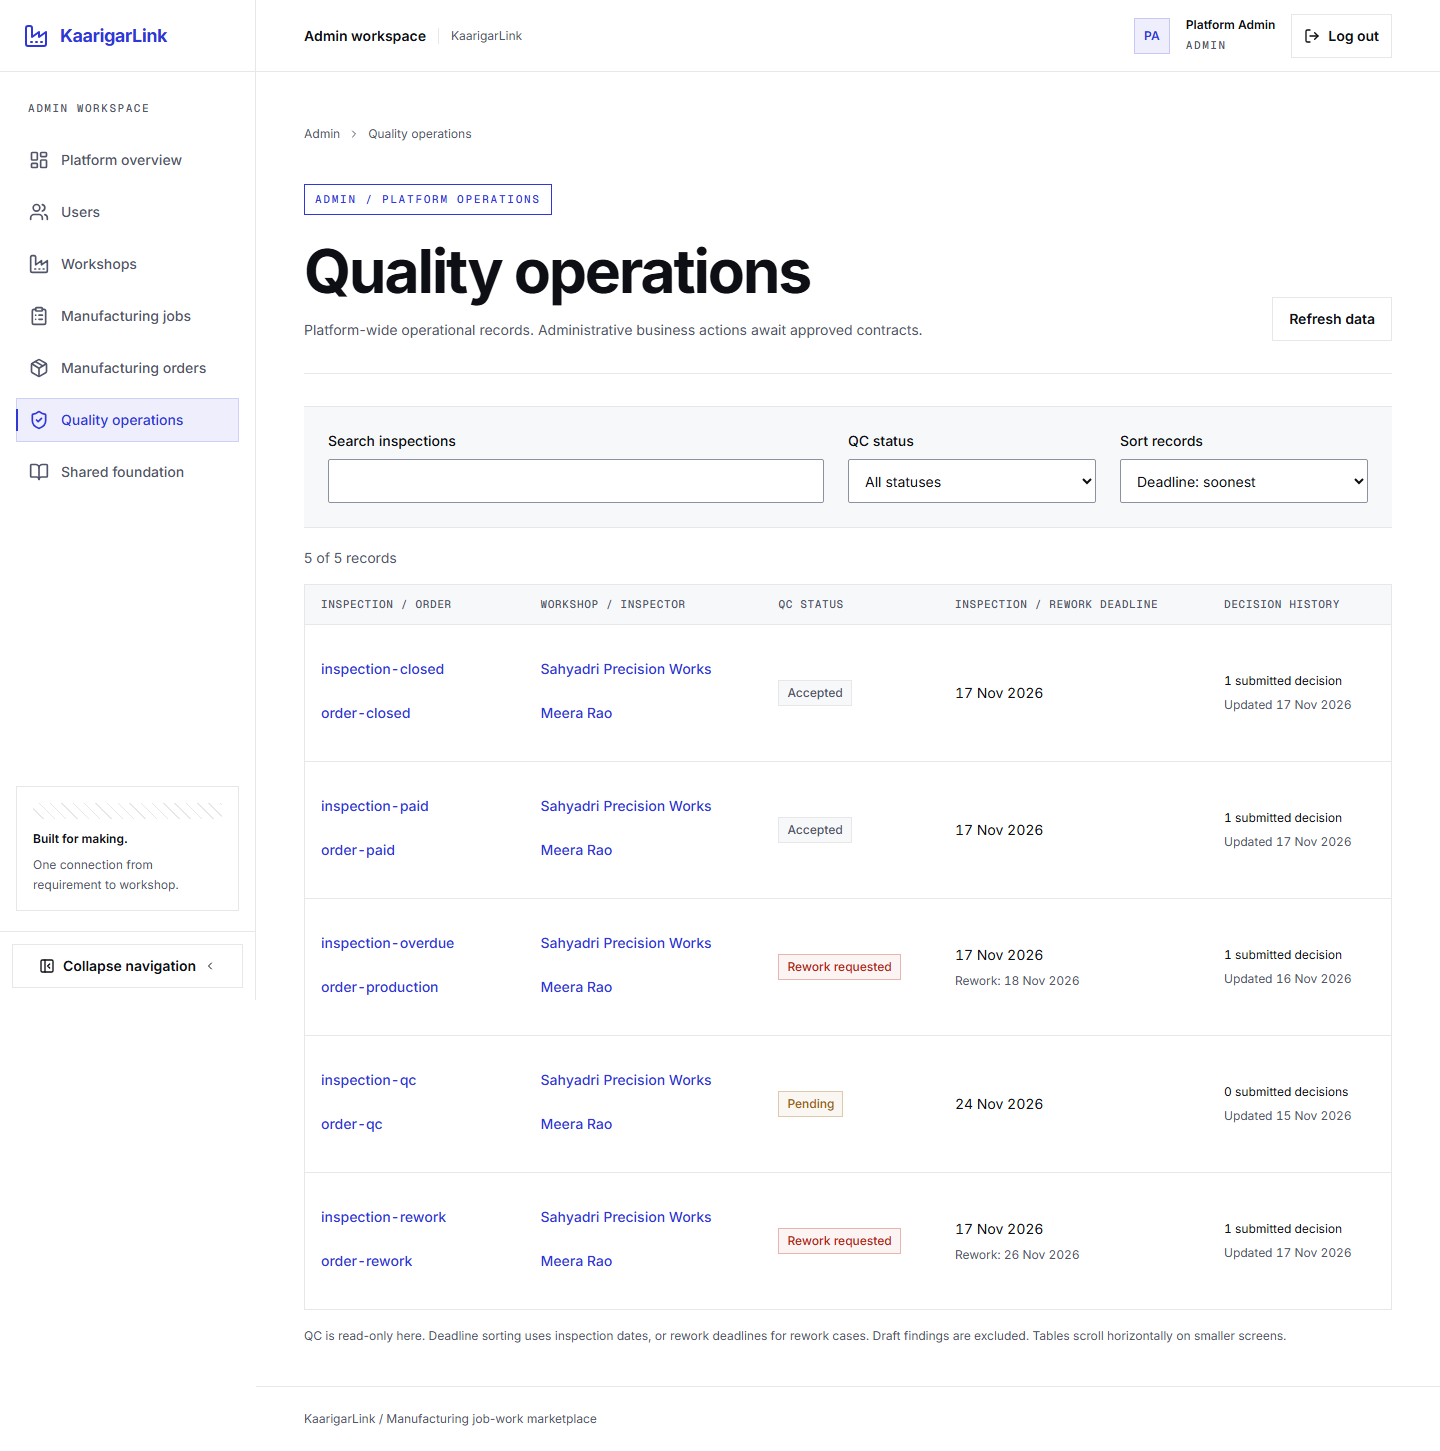 KaarigarLink
Admin workspace
KaarigarLink
PA
Platform Admin
ADMIN
Log out
ADMIN WORKSPACE
Platform overview
Users
Workshops
Manufacturing jobs
Manufacturing orders
Quality operations
Shared foundation
Built for making.
One connection from
requirement to workshop.
Collapse navigation
Admin > Quality operations
ADMIN / PLATFORM OPERATIONS
Quality operations
Platform-wide operational records. Administrative business actions await approved contracts.
Refresh data
Search inspections
QC status
Sort records
All statuses
Deadline: soonest
5 of 5 records
INSPECTION / ORDER
WORKSHOP / INSPECTOR
QC STATUS
INSPECTION / REWORK DEADLINE
DECISION HISTORY
inspection-closed
order-closed
Sahyadri Precision Works
Meera Rao
Accepted
17 Nov 2026
1 submitted decision
Updated 17 Nov 2026
inspection-paid
order-paid
Sahyadri Precision Works
Meera Rao
Accepted
17 Nov 2026
1 submitted decision
Updated 17 Nov 2026
inspection-overdue
order-production
Sahyadri Precision Works
Meera Rao
Rework requested
17 Nov 2026
Rework: 18 Nov 2026
1 submitted decision
Updated 16 Nov 2026
inspection-qc
order-qc
Sahyadri Precision Works
Meera Rao
Pending
24 Nov 2026
0 submitted decisions
Updated 15 Nov 2026
inspection-rework
order-rework
Sahyadri Precision Works
Meera Rao
Rework requested
17 Nov 2026
Rework: 26 Nov 2026
1 submitted decision
Updated 17 Nov 2026
QC is read-only here. Deadline sorting uses inspection dates, or rework deadlines for rework cases. Draft findings are excluded. Tables scroll horizontally on smaller screens.
KaarigarLink / Manufacturing job-work marketplace